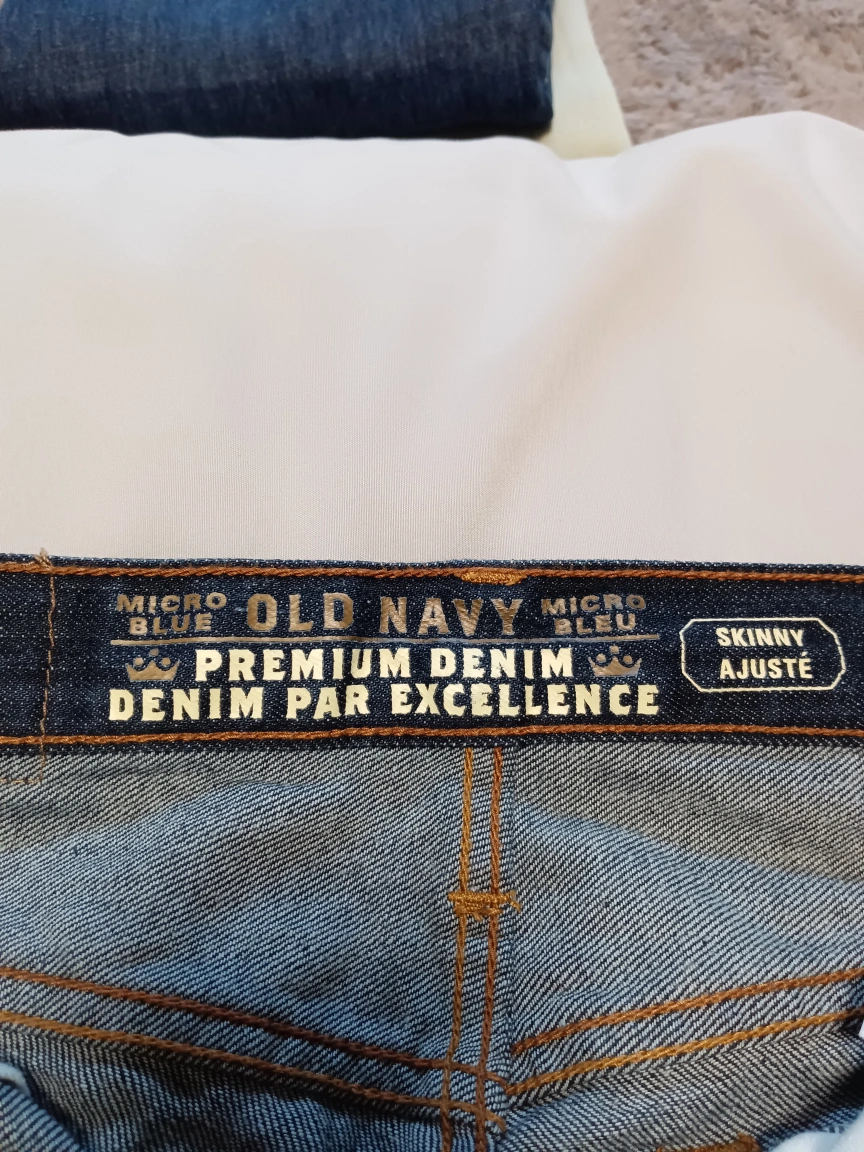 MICRO BLUE OLD NAVY MICRO BLEU
PREMIUM DENIM
DENIM PAR EXCELLENCE
SKINNY
AJUSTÉ